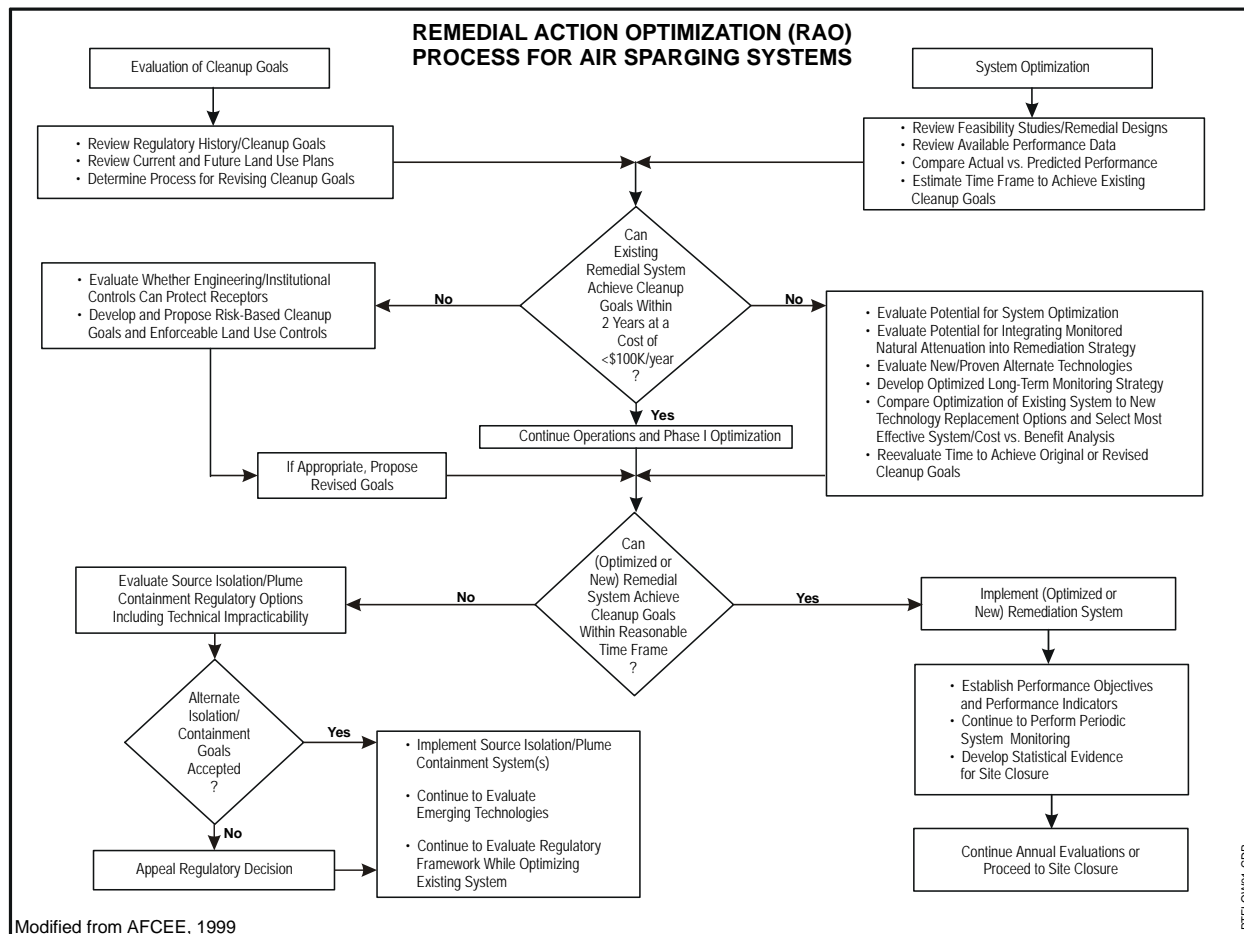 REMEDIAL ACTION OPTIMIZATION (RAO)
PROCESS FOR AIR SPARGING SYSTEMS
Evaluation of Cleanup Goals
System Optimization
• Review Regulatory History/Cleanup Goals
• Review Current and Future Land Use Plans
• Determine Process for Revising Cleanup Goals
• Review Feasibility Studies/Remedial Designs
• Review Available Performance Data
• Compare Actual vs. Predicted Performance
• Estimate Time Frame to Achieve Existing
Cleanup Goals
Can
Existing
Remedial System
Achieve Cleanup
Goals Within
2 Years at a
Cost of
<$100K/year
?
No
No
• Evaluate Whether Engineering/Institutional
Controls Can Protect Receptors
• Develop and Propose Risk-Based Cleanup
Goals and Enforceable Land Use Controls
• Evaluate Potential for System Optimization
• Evaluate Potential for Integrating Monitored
Natural Attenuation into Remediation Strategy
• Evaluate New/Proven Alternate Technologies
• Develop Optimized Long-Term Monitoring Strategy
• Compare Optimization of Existing System to New
Technology Replacement Options and Select Most
Effective System/Cost vs. Benefit Analysis
• Reevaluate Time to Achieve Original or Revised
Cleanup Goals
Yes
Continue Operations and Phase I Optimization
If Appropriate, Propose
Revised Goals
Can
(Optimized or
New) Remedial
System Achieve
Cleanup Goals
Within Reasonable
Time Frame
?
No
Yes
Evaluate Source Isolation/Plume
Containment Regulatory Options
Including Technical Impracticability
Implement (Optimized or
New) Remediation System
Alternate
Isolation/
Containment
Goals
Accepted
?
Yes
No
• Implement Source Isolation/Plume
Containment System(s)
• Continue to Evaluate
Emerging Technologies
• Continue to Evaluate Regulatory
Framework While Optimizing
Existing System
• Establish Performance Objectives
and Performance Indicators
• Continue to Perform Periodic
System Monitoring
• Develop Statistical Evidence
for Site Closure
Appeal Regulatory Decision
Continue Annual Evaluations or
Proceed to Site Closure
Modified from AFCEE, 1999